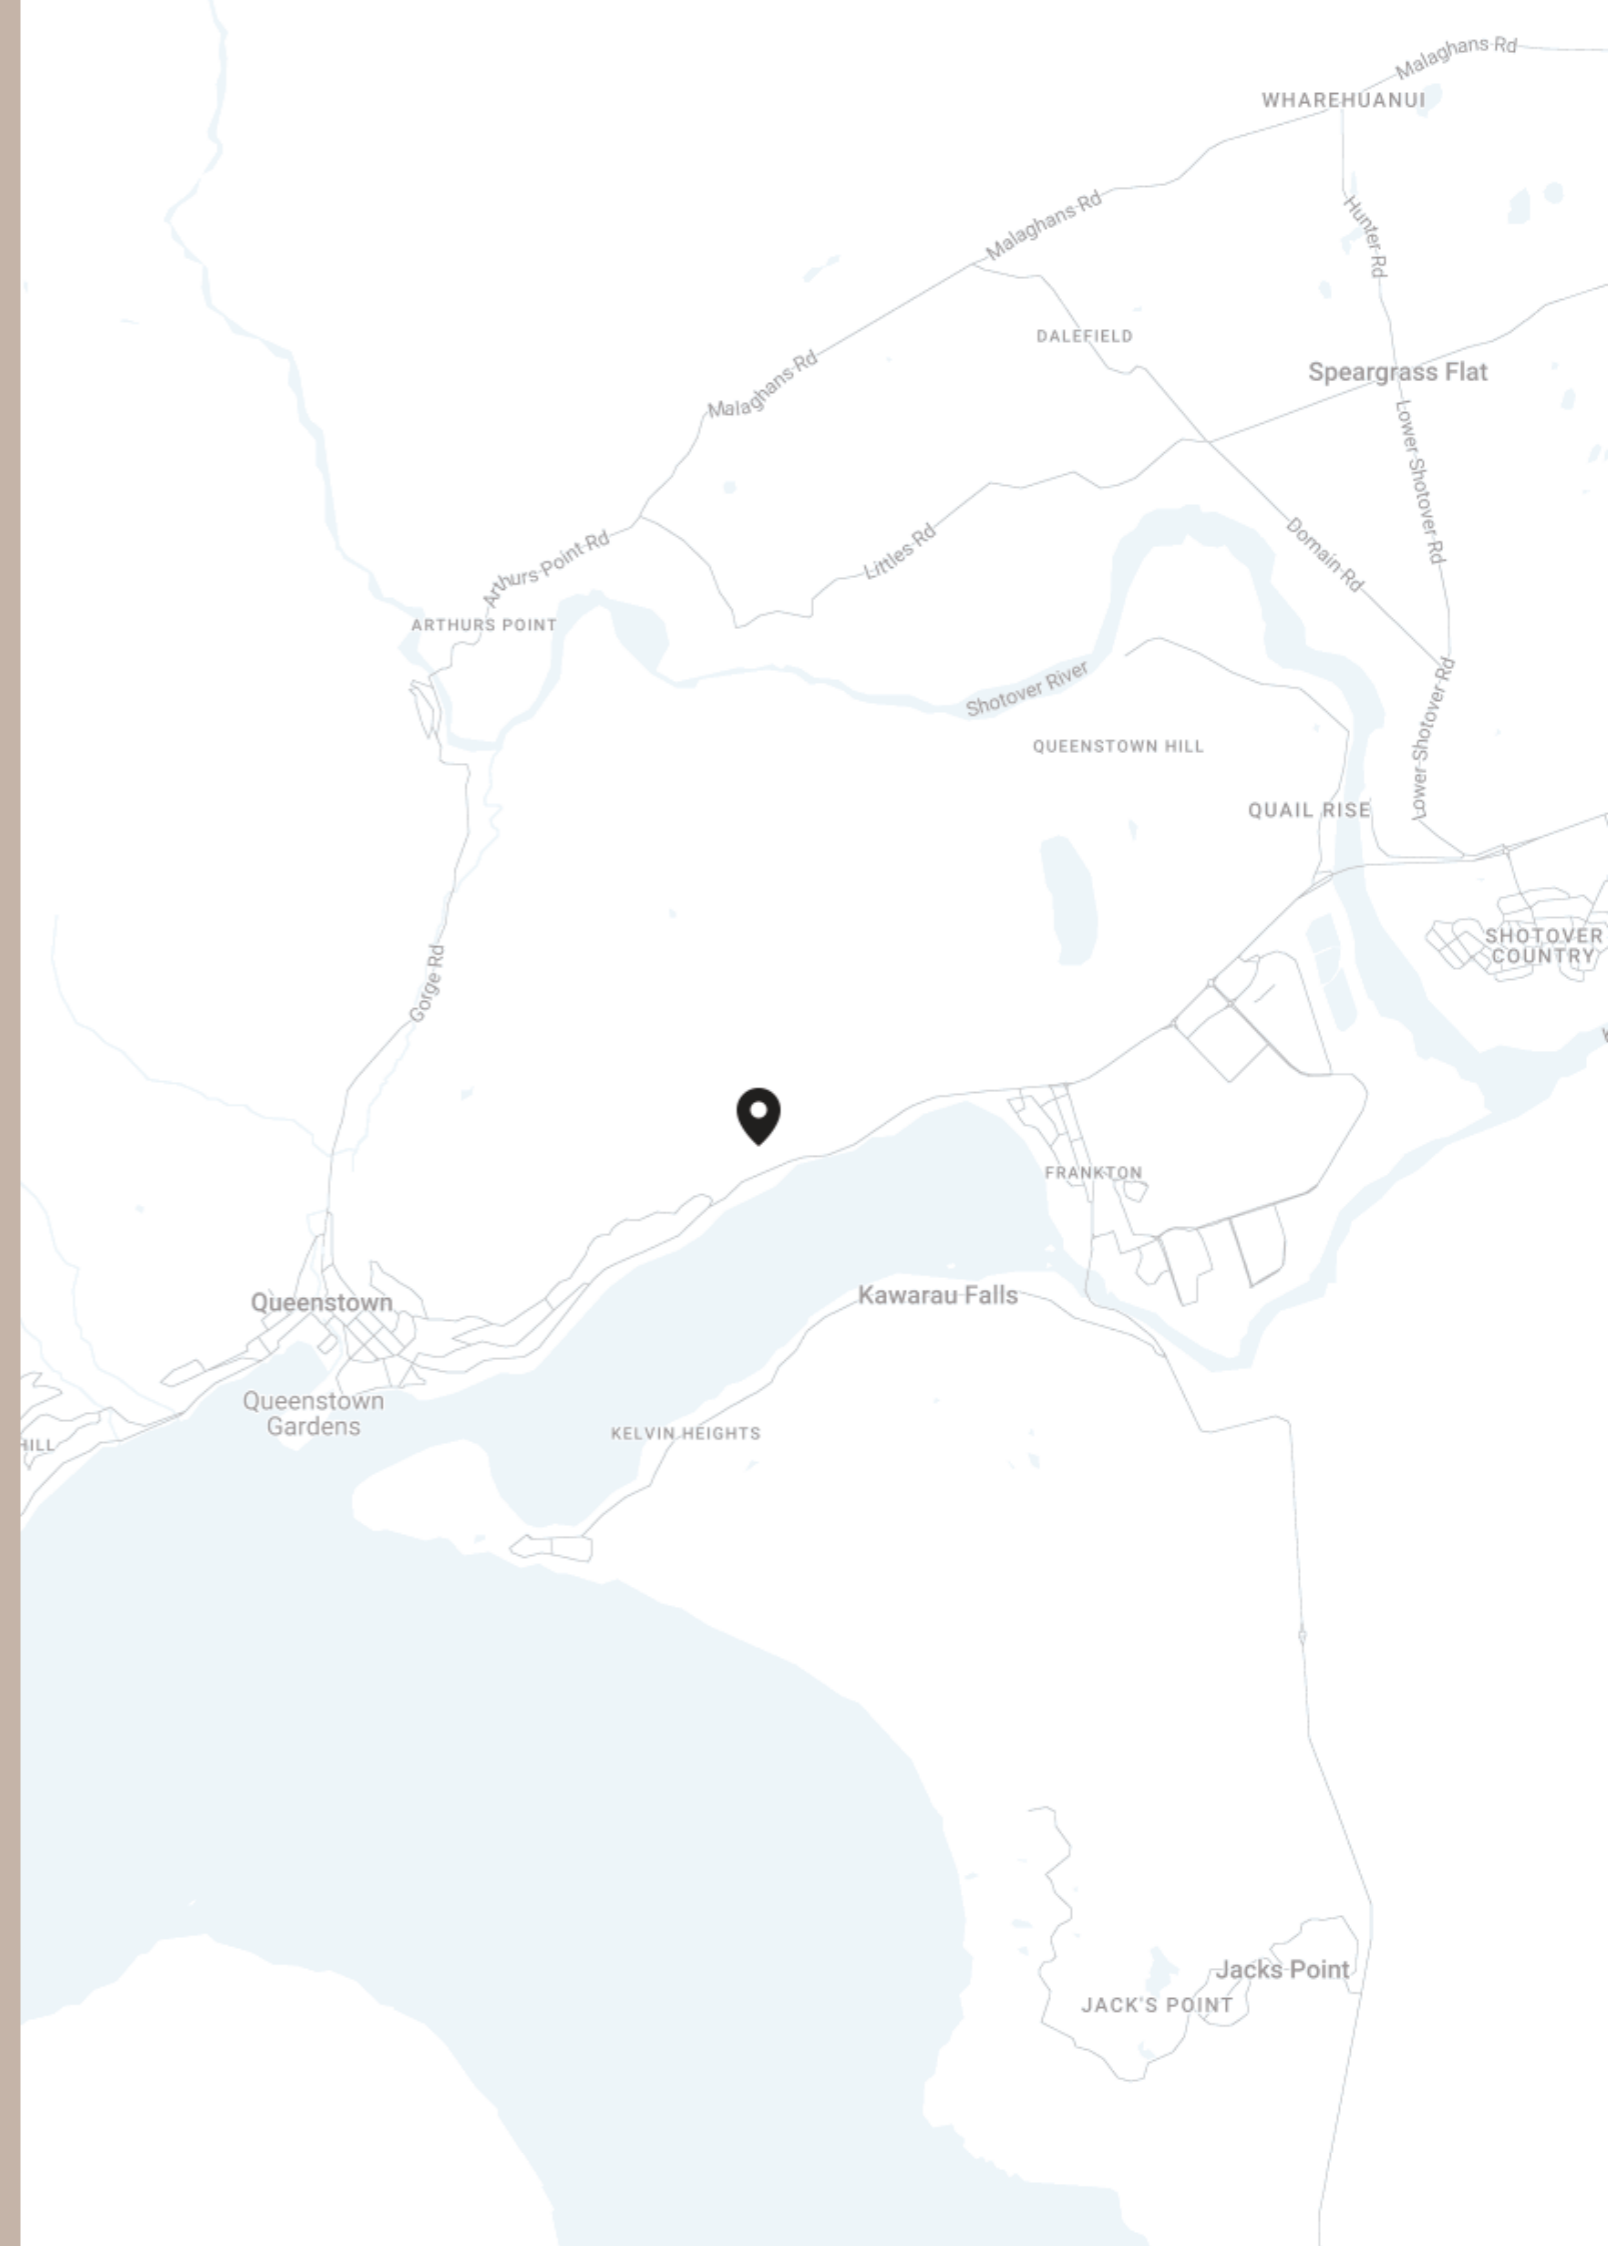 Malaghans Rd
WHAREHUANUI
Malaghans Rd
Hunter Rd
DALEFIELD
Malaghans Rd
Speargrass Flat
Lower Shotover Rd
Arthurs Point Rd
Littles Rd
Domain Rd
ARTHURS POINT
Shotover River
Lower Shotover Rd
QUEENSTOWN HILL
QUAIL RISE
SHOTOVER
COUNTRY
Gorge Rd
FRANKTON
Queenstown
Kawarau Falls
Queenstown
Gardens
KELVIN HEIGHTS
HILL
Jacks Point
JACK'S POINT